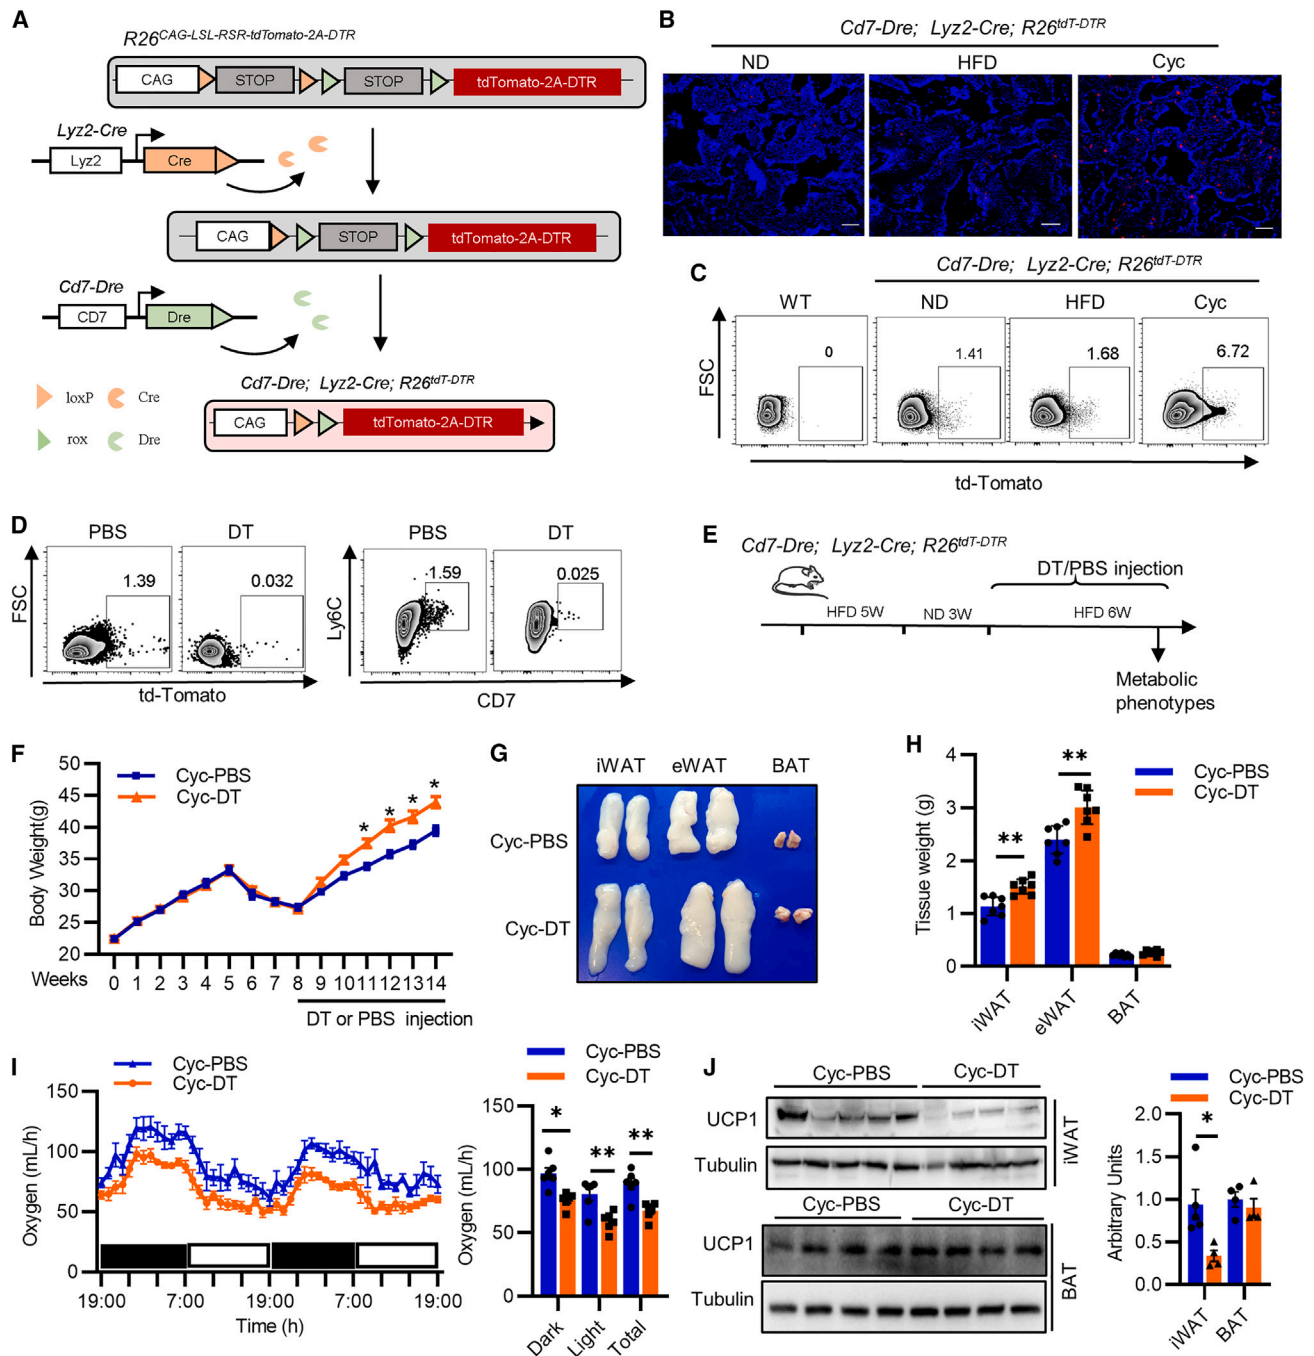 A
R26CAG-LSL-RSR-tdTomato-2A-DTR
CAG STOP STOP tdTomato-2A-DTR
Lyz2-Cre
Lyz2 Cre
CAG STOP tdTomato-2A-DTR
Cd7-Dre
CD7 Dre
Cd7-Dre; Lyz2-Cre; R26tdT-DTR
loxP Cre
rox Dre
CAG tdTomato-2A-DTR
B
Cd7-Dre; Lyz2-Cre; R26tdT-DTR
ND HFD Cyc
C
Cd7-Dre; Lyz2-Cre; R26tdT-DTR
WT ND HFD Cyc
FSC
0 1.41 1.68 6.72
td-Tomato
D
PBS DT PBS DT
FSC
1.39 0.032
Ly6C
1.59 0.025
td-Tomato CD7
E
Cd7-Dre; Lyz2-Cre; R26tdT-DTR
DT/PBS injection
HFD 5W ND 3W HFD 6W
Metabolic
phenotypes
F
Cyc-PBS
Cyc-DT
Body Weight(g)
50
45
40
35
30
25
20
* * * *
Weeks 0 1 2 3 4 5 6 7 8 9 10 11 12 13 14
DT or PBS injection
G
iWAT eWAT BAT
Cyc-PBS
Cyc-DT
H
Cyc-PBS
Cyc-DT
Tissue weight (g)
4
3
2
1
0
** **
iWAT eWAT BAT
I
Cyc-PBS
Cyc-DT
Oxygen (mL/h)
150
100
50
0
19:00 7:00 19:00 7:00 19:00
Time (h)
Cyc-PBS
Cyc-DT
Oxygen (mL/h)
150
100
50
0
* ** **
Dark Light Total
J
Cyc-PBS Cyc-DT
UCP1
Tubulin
iWAT
Cyc-PBS Cyc-DT
UCP1
Tubulin
BAT
Cyc-PBS
Cyc-DT
Arbitrary Units
2.0
1.5
1.0
0.5
0.0
*
iWAT BAT